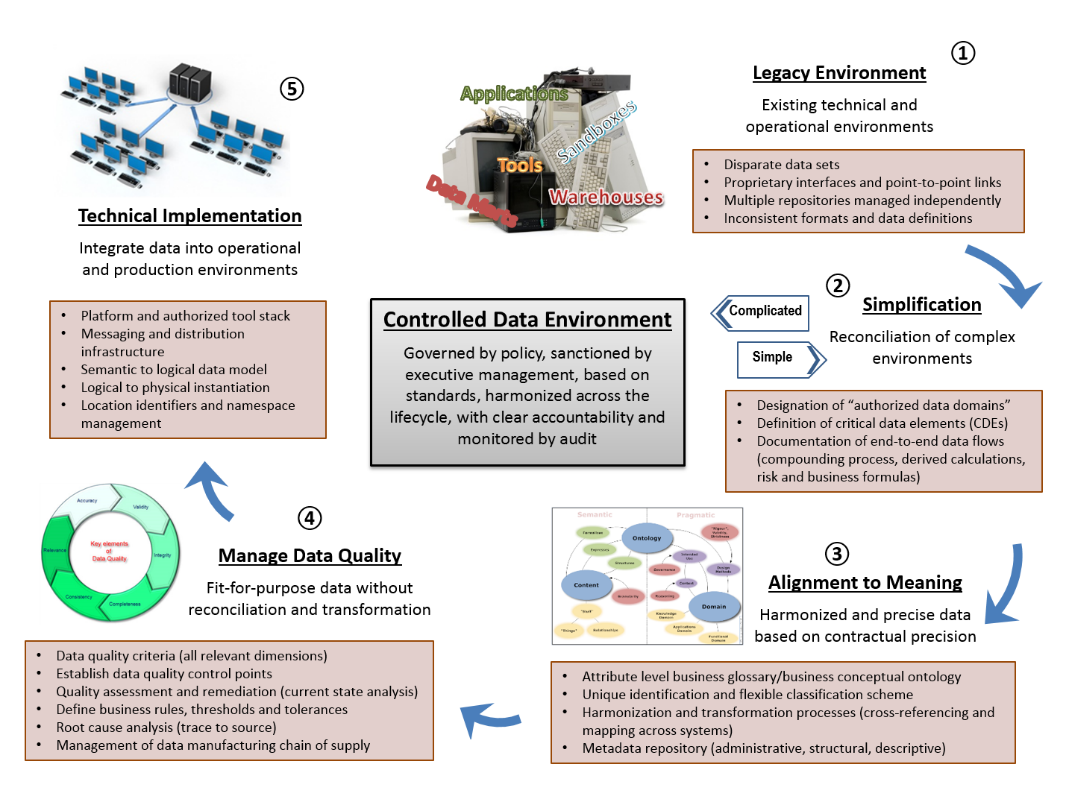 ①
Legacy Environment
Existing technical and
operational environments
• Disparate data sets
• Proprietary interfaces and point-to-point links
• Multiple repositories managed independently
• Inconsistent formats and data definitions
Applications
Sandboxes
Tools
Data Marts
Warehouses
②
Complicated
Simple
Simplification
Reconciliation of complex
environments
• Designation of “authorized data domains”
• Definition of critical data elements (CDEs)
• Documentation of end-to-end data flows
(compounding process, derived calculations,
risk and business formulas)
③
Alignment to Meaning
Harmonized and precise data
based on contractual precision
Semantic
Pragmatic
Ontology
Content
Domain
• Attribute level business glossary/business conceptual ontology
• Unique identification and flexible classification scheme
• Harmonization and transformation processes (cross-referencing and
mapping across systems)
• Metadata repository (administrative, structural, descriptive)
④
Manage Data Quality
Fit-for-purpose data without
reconciliation and transformation
Accuracy
Validity
Integrity
Completeness
Consistency
Key elements
of
Data Quality
• Data quality criteria (all relevant dimensions)
• Establish data quality control points
• Quality assessment and remediation (current state analysis)
• Define business rules, thresholds and tolerances
• Root cause analysis (trace to source)
• Management of data manufacturing chain of supply
⑤
Technical Implementation
Integrate data into operational
and production environments
• Platform and authorized tool stack
• Messaging and distribution
infrastructure
• Semantic to logical data model
• Logical to physical instantiation
• Location identifiers and namespace
management
Controlled Data Environment
Governed by policy, sanctioned by
executive management, based on
standards, harmonized across the
lifecycle, with clear accountability and
monitored by audit